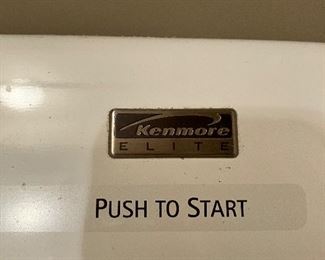 Kenmore
ELITE
PUSH TO START